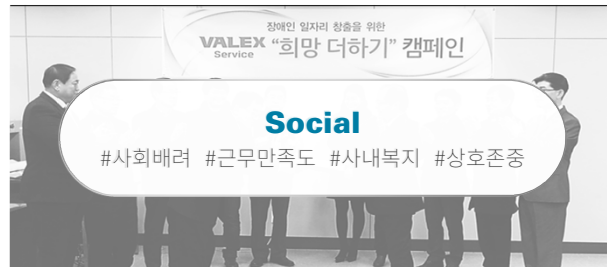 장애인 일자리 창출을 위한
VALEX Service “희망 더하기” 캠페인
Social
#사회배려 #근무만족도 #사내복지 #상호존중